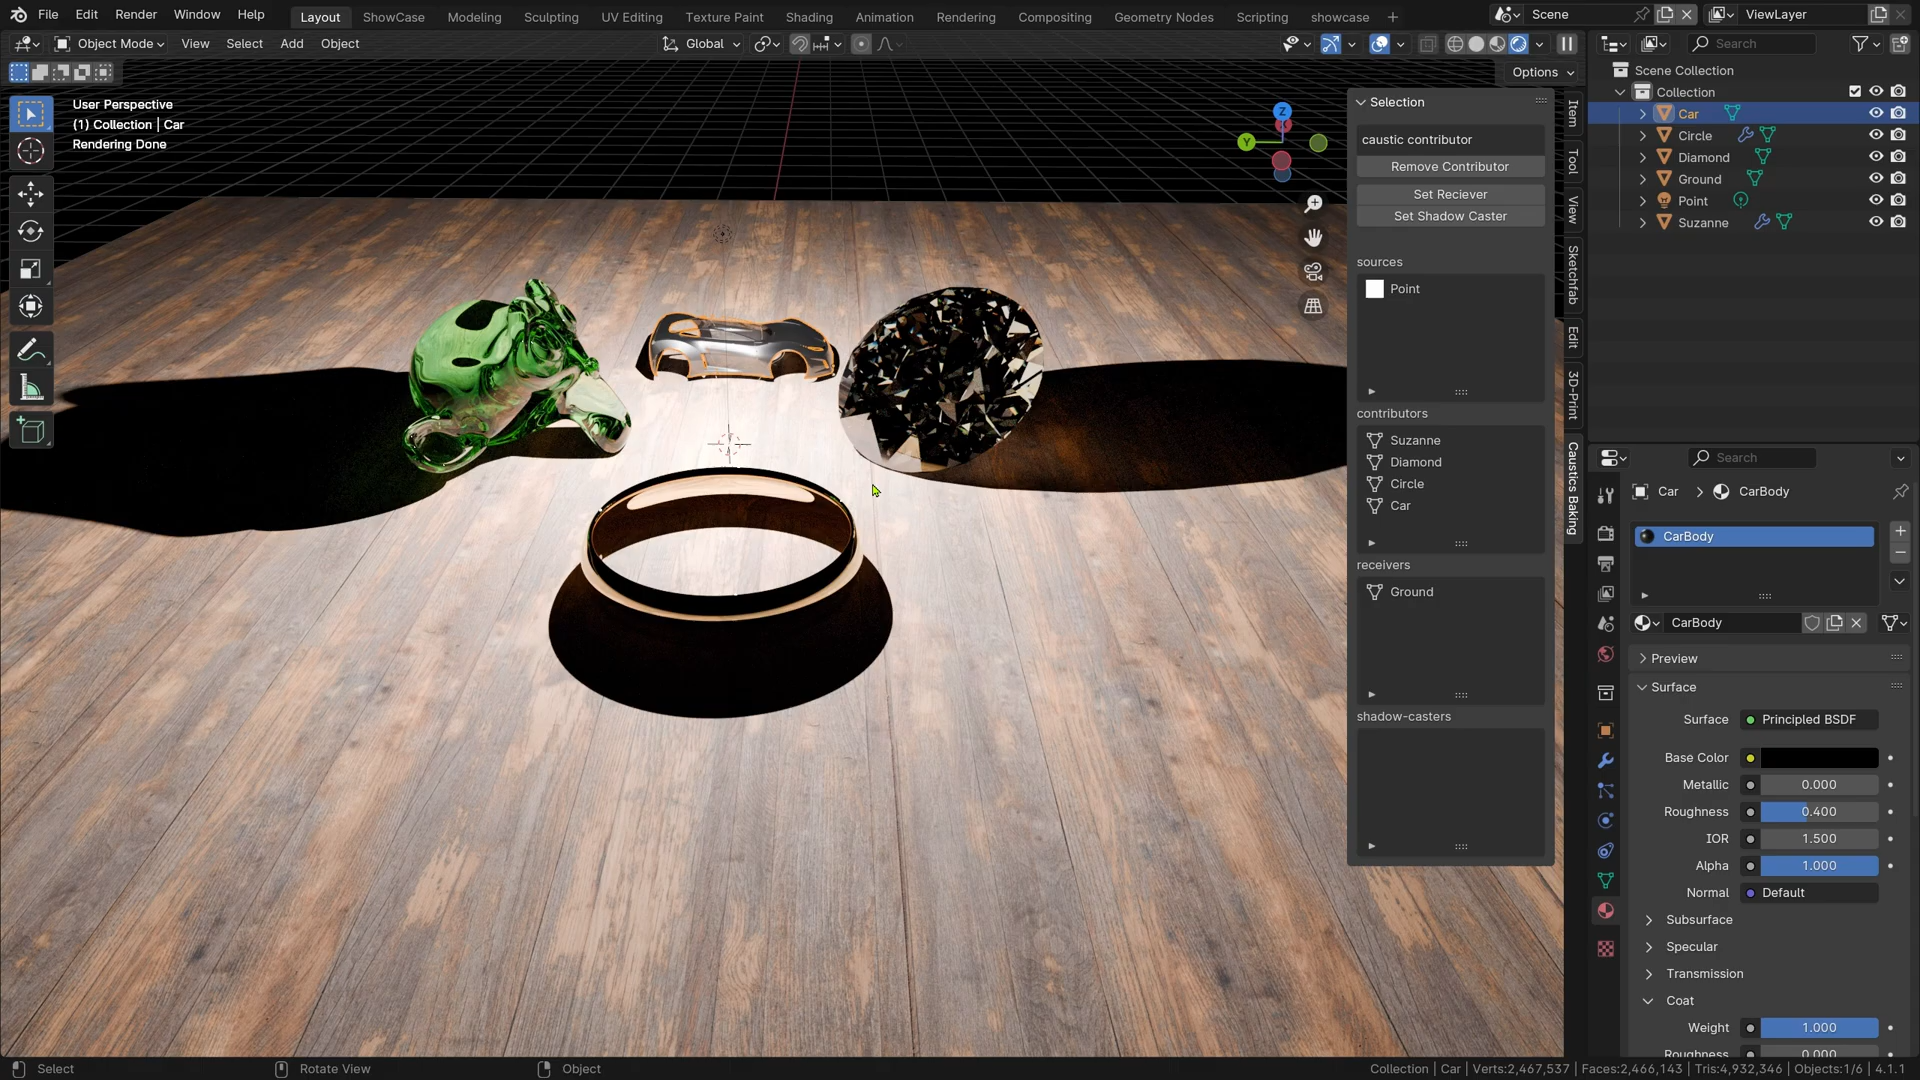 File Edit Render Window Help Layout ShowCase Modeling Sculpting UV Editing Texture Paint Shading Animation Rendering Compositing Geometry Nodes Scripting showcase + Scene ViewLayer
Object Mode View Select Add Object Global Search
Options
User Perspective
(1) Collection | Car
Rendering Done
Z
Y
Selection
caustic contributor
Remove Contributor
Set Reciever
Set Shadow Caster
sources
Point
contributors
Suzanne
Diamond
Circle
Car
receivers
Ground
shadow-casters
Item
Tool
View
Sketchfab
Edit
3D-Print
Caustics Baking
Scene Collection
Collection
Car
Circle
Diamond
Ground
Point
Suzanne
Search
Car CarBody
CarBody
CarBody
Preview
Surface
Surface Principled BSDF
Base Color
Metallic 0.000
Roughness 0.400
IOR 1.500
Alpha 1.000
Normal Default
Subsurface
Specular
Transmission
Coat
Weight 1.000
Roughness 0.000
Select Rotate View Object Collection | Car | Verts:2,467,537 | Faces:2,466,143 | Tris:4,932,346 | Objects:1/6 | 4.1.1